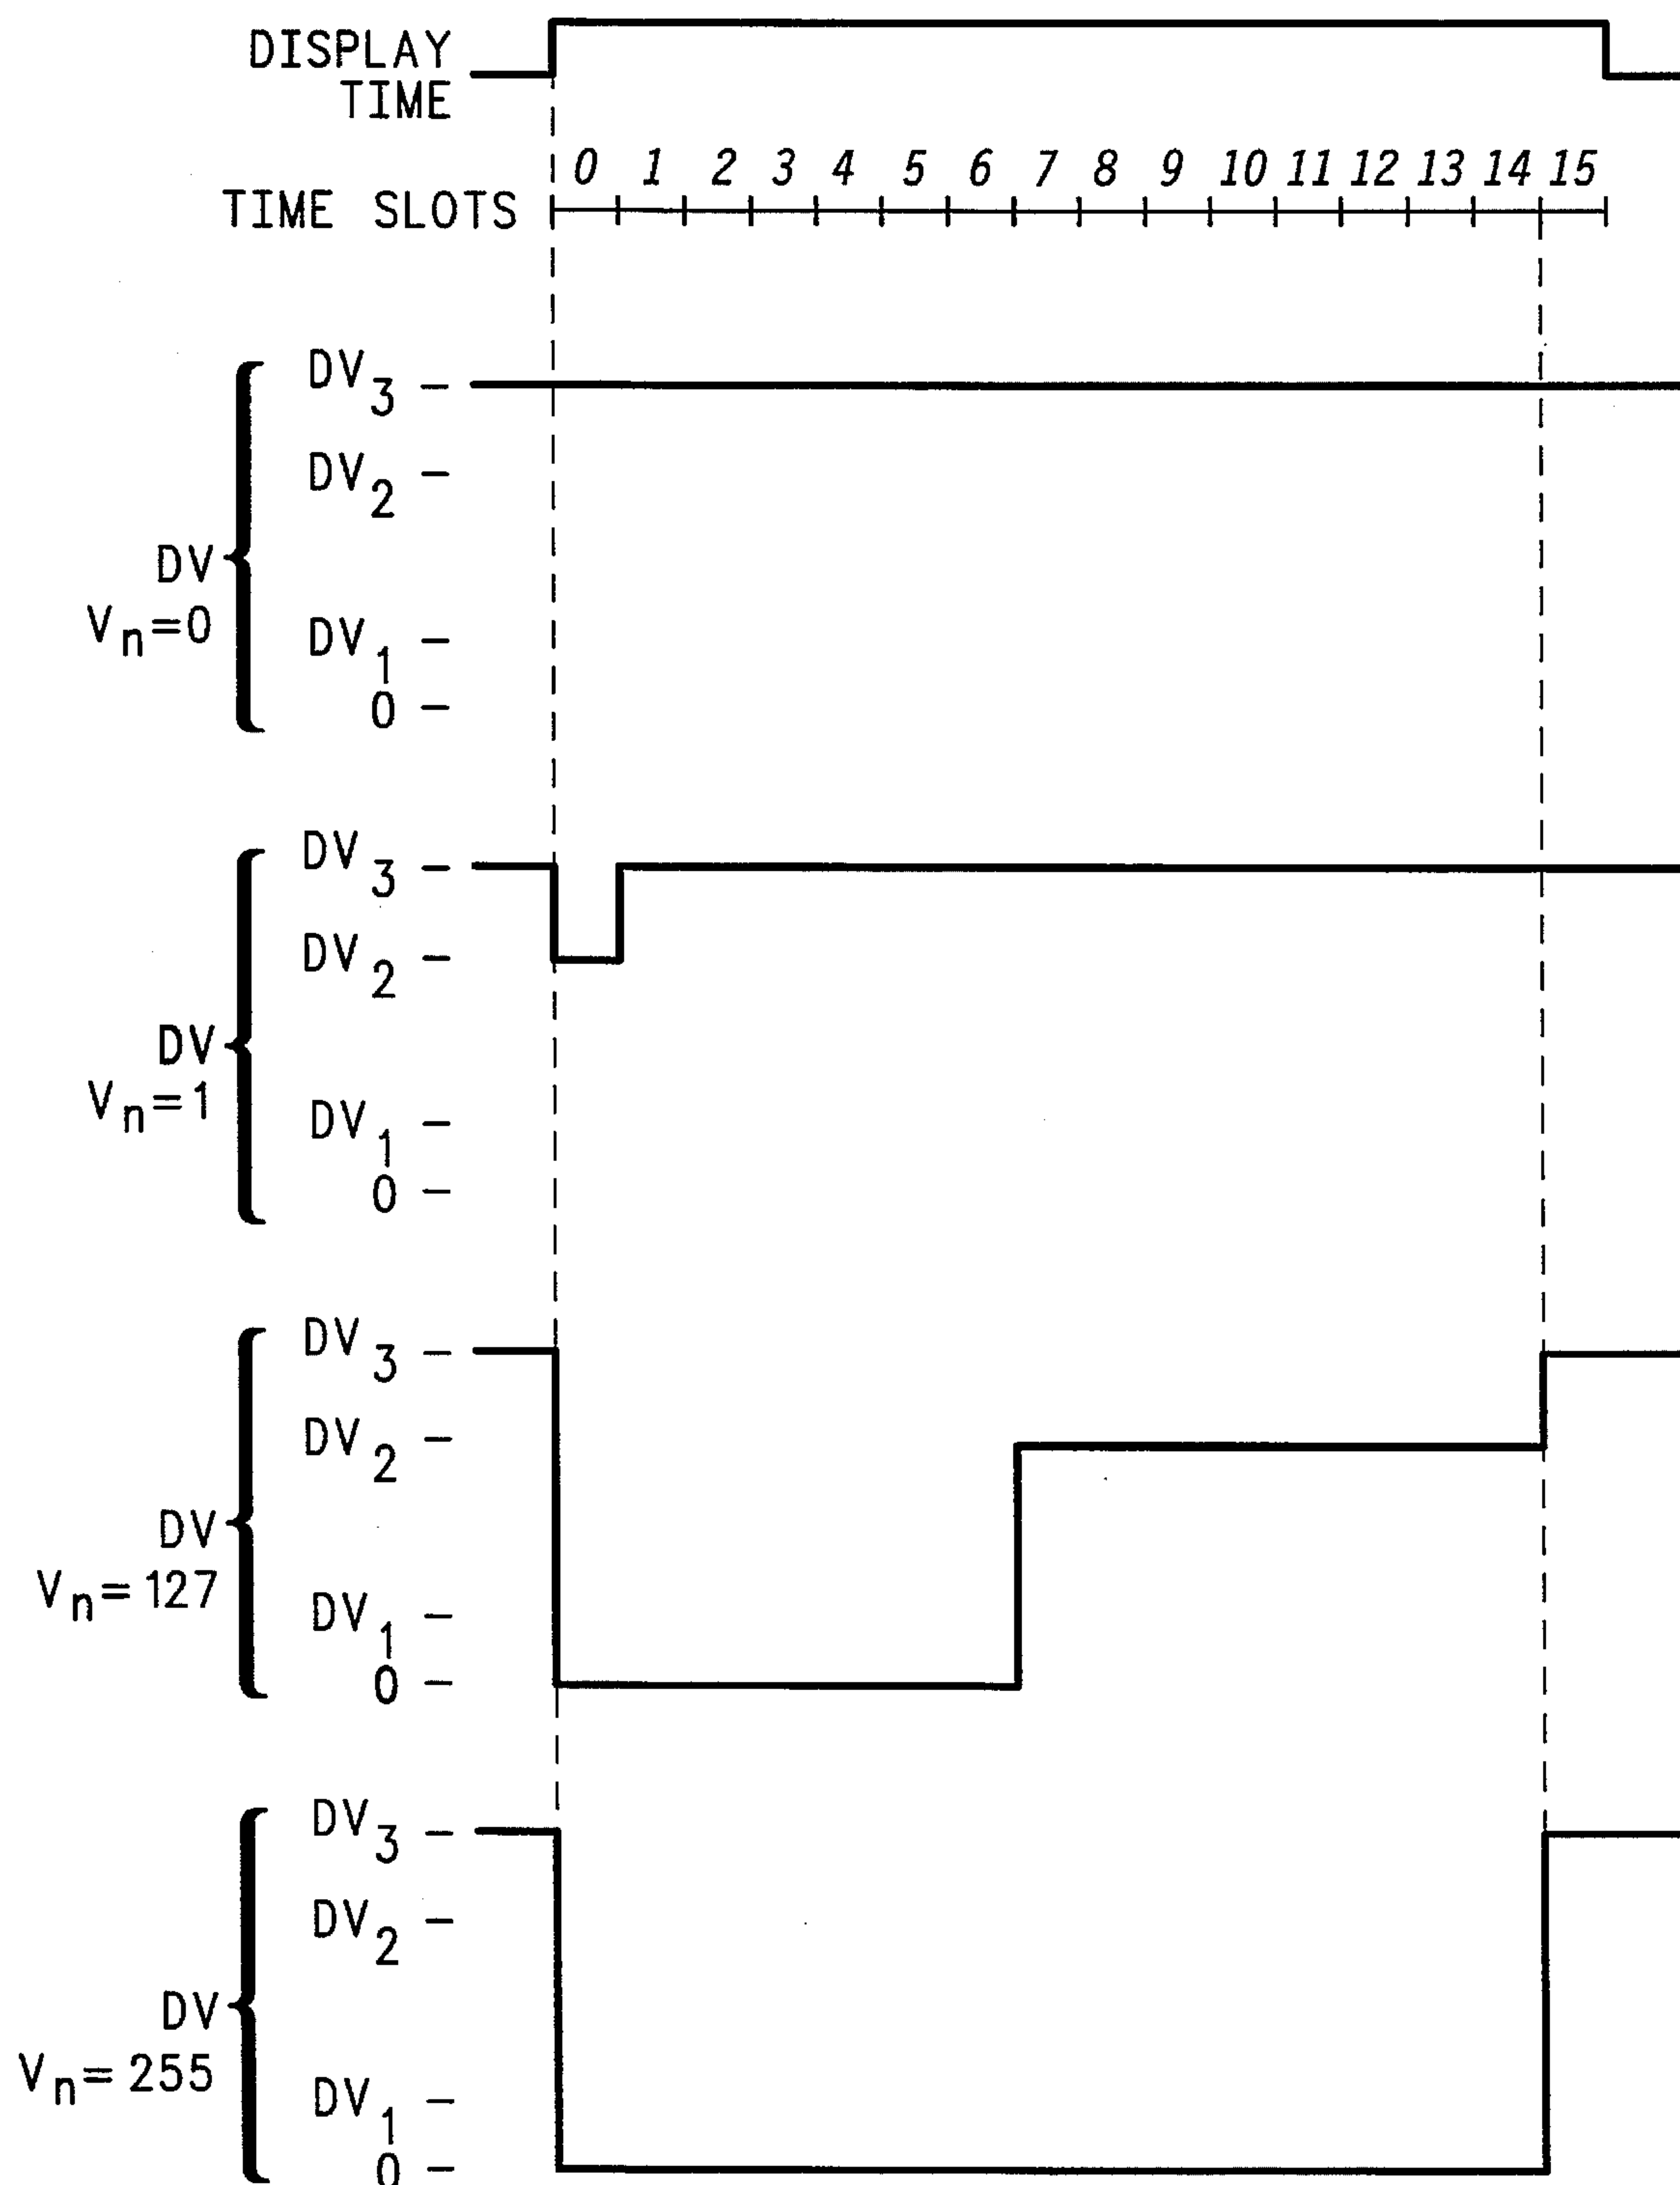 DISPLAY
TIME
0 1 2 3 4 5 6 7 8 9 10 11 12 13 14 15
TIME SLOTS
DV3
DV2
DV
Vn=0
DV1
0
DV3
DV2
DV
Vn=1
DV1
0
DV3
DV2
DV
Vn=127
DV1
0
DV3
DV2
DV
Vn=255
DV1
0